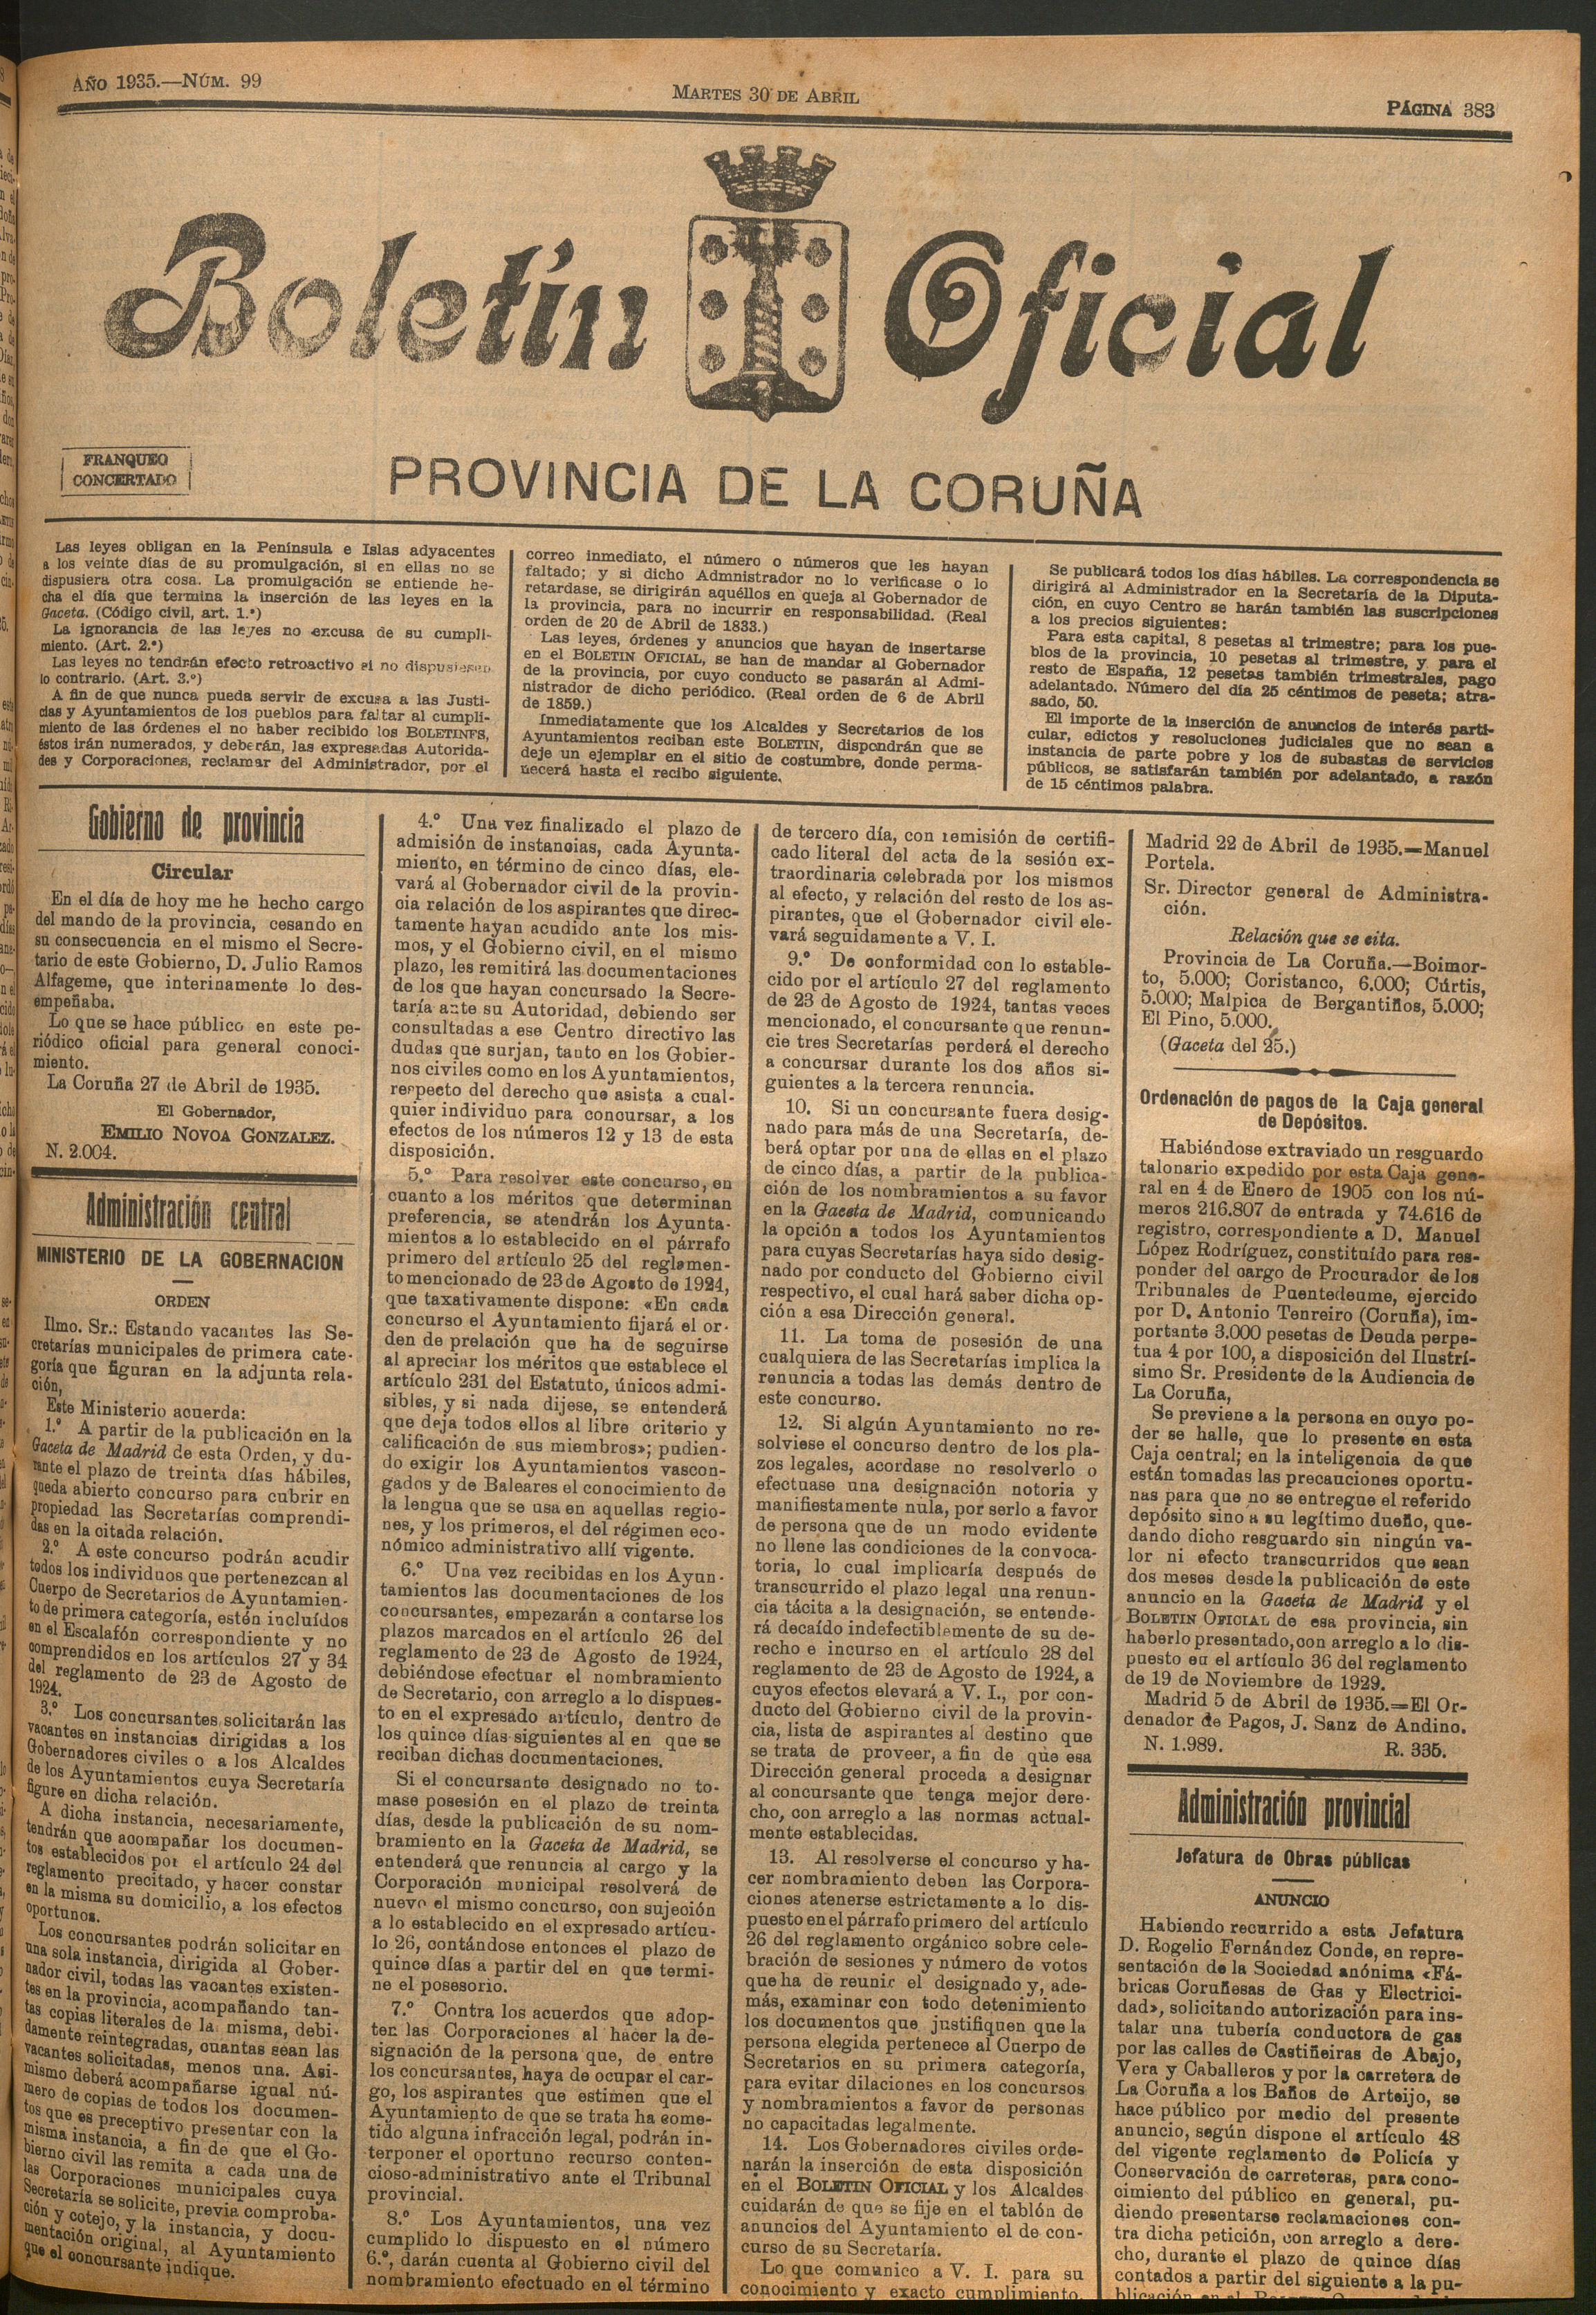 AÑO 1935.—NÚM. 99
MARTES 30 DE ABRIL
PÁGINA 383
Boletín Oficial
FRANQUEO
CONCERTADO
PROVINCIA DE LA CORUÑA
Las leyes obligan en la Península e Islas adyacentes
a los veinte días de su promulgación, si en ellas no se
dispusiera otra cosa. La promulgación se entiende he-
cha el día que termina la inserción de las leyes en la
Gaceta. (Código civil, art. 1.º)
La ignorancia de las leyes no excusa de su cumpli-
miento. (Art. 2.º)
Las leyes no tendrán efecto retroactivo si no dispusiesen
lo contrario. (Art. 3.º)
A fin de que nunca pueda servir de excusa a las Justi-
cias y Ayuntamientos de los pueblos para faltar al cumpli-
miento de las órdenes el no haber recibido los BOLETINES,
éstos irán numerados, y deberán, las expresadas Autorida-
des y Corporaciones, reclamar del Administrador, por el
correo inmediato, el número o números que les hayan
faltado; y si dicho Admnistrador no lo verificase o lo
retardase, se dirigirán aquéllos en queja al Gobernador de
la provincia, para no incurrir en responsabilidad. (Real
orden de 20 de Abril de 1833.)
Las leyes, órdenes y anuncios que hayan de insertarse
en el BOLETIN OFICIAL, se han de mandar al Gobernador
de la provincia, por cuyo conducto se pasarán al Admi-
nistrador de dicho periódico. (Real orden de 6 de Abril
de 1859.)
Inmediatamente que los Alcaldes y Secretarios de los
Ayuntamientos reciban este BOLETIN, dispondrán que se
deje un ejemplar en el sitio de costumbre, donde perma-
necerá hasta el recibo siguiente.
Se publicará todos los días hábiles. La correspondencia se
dirigirá al Administrador en la Secretaría de la Diputa-
ción, en cuyo Centro se harán también las suscripciones
a los precios siguientes:
Para esta capital, 8 pesetas al trimestre; para los pue-
blos de la provincia, 10 pesetas al trimestre, y para el
resto de España, 12 pesetas también trimestrales, pago
adelantado. Número del día 25 céntimos de peseta; atra-
sado, 50.
El importe de la inserción de anuncios de interés parti-
cular, edictos y resoluciones judiciales que no sean a
instancia de parte pobre y los de subastas de servicios
públicos, se satisfarán también por adelantado, a razón
de 15 céntimos palabra.
Gobierno de provincia
Circular
En el día de hoy me he hecho cargo
del mando de la provincia, cesando en
su consecuencia en el mismo el Secre-
tario de este Gobierno, D. Julio Ramos
Alfageme, que interinamente lo des-
empeñaba.
Lo que se hace público en este pe-
riódico oficial para general conoci-
miento.
La Coruña 27 de Abril de 1935.
El Gobernador,
EMILIO NOVOA GONZALEZ.
N. 2.004.
Administración central
MINISTERIO DE LA GOBERNACION
ORDEN
Ilmo. Sr.: Estando vacantes las Se-
cretarías municipales de primera cate-
goría que figuran en la adjunta rela-
ción,
Este Ministerio acuerda:
1.º A partir de la publicación en la
Gaceta de Madrid de esta Orden, y du-
rante el plazo de treinta días hábiles,
queda abierto concurso para cubrir en
propiedad las Secretarías comprendi-
das en la citada relación.
2.º A este concurso podrán acudir
todos los individuos que pertenezcan al
Cuerpo de Secretarios de Ayuntamien-
to de primera categoría, estén incluídos
en el Escalafón correspondiente y no
comprendidos en los artículos 27 y 34
del reglamento de 23 de Agosto de
1924.
3.º Los concursantes solicitarán las
vacantes en instancias dirigidas a los
Gobernadores civiles o a los Alcaldes
de los Ayuntamientos cuya Secretaría
figure en dicha relación.
A dicha instancia, necesariamente,
tendrán que acompañar los documen-
tos establecidos por el artículo 24 del
reglamento precitado, y hacer constar
en la misma su domicilio, a los efectos
oportunos.
Los concursantes podrán solicitar en
una sola instancia, dirigida al Gober-
nador civil, todas las vacantes existen-
tes en la provincia, acompañando tan-
tas copias literales de la misma, debi-
damente reintegradas, cuantas sean las
vacantes solicitadas, menos una. Asi-
mismo deberá acompañarse igual nú-
mero de copias de todos los documen-
tos que es preceptivo presentar con la
misma instancia, a fin de que el Go-
bierno civil las remita a cada una de
las Corporaciones municipales cuya
Secretaría se solicite, previa comproba-
ción y cotejo, y la instancia, y docu-
mentación original, al Ayuntamiento
que el concursante indique.
4.º Una vez finalizado el plazo de
admisión de instancias, cada Ayunta-
miento, en término de cinco días, ele-
vará al Gobernador civil de la provin-
cia relación de los aspirantes que direc-
tamente hayan acudido ante los mis-
mos, y el Gobierno civil, en el mismo
plazo, les remitirá las documentaciones
de los que hayan concursado la Secre-
taría ante su Autoridad, debiendo ser
consultadas a ese Centro directivo las
dudas que surjan, tanto en los Gobier-
nos civiles como en los Ayuntamientos,
respecto del derecho que asista a cual-
quier individuo para concursar, a los
efectos de los números 12 y 13 de esta
disposición.
5.º Para resolver este concurso, en
cuanto a los méritos que determinan
preferencia, se atendrán los Ayunta-
mientos a lo establecido en el párrafo
primero del artículo 25 del reglamen-
to mencionado de 23 de Agosto de 1924,
que taxativamente dispone: «En cada
concurso el Ayuntamiento fijará el or-
den de prelación que ha de seguirse
al apreciar los méritos que establece el
artículo 231 del Estatuto, únicos admi-
sibles, y si nada dijese, se entenderá
que deja todos ellos al libre criterio y
calificación de sus miembros»; pudien-
do exigir los Ayuntamientos vascon-
gados y de Baleares el conocimiento de
la lengua que se usa en aquellas regio-
nes, y los primeros, el del régimen eco-
nómico administrativo allí vigente.
6.º Una vez recibidas en los Ayun-
tamientos las documentaciones de los
concursantes, empezarán a contarse los
plazos marcados en el artículo 26 del
reglamento de 23 de Agosto de 1924,
debiéndose efectuar el nombramiento
de Secretario, con arreglo a lo dispues-
to en el expresado artículo, dentro de
los quince días siguientes al en que se
reciban dichas documentaciones.
Si el concursante designado no to-
mase posesión en el plazo de treinta
días, desde la publicación de su nom-
bramiento en la Gaceta de Madrid, se
entenderá que renuncia al cargo y la
Corporación municipal resolverá de
nuevo el mismo concurso, con sujeción
a lo establecido en el expresado artícu-
lo 26, contándose entonces el plazo de
quince días a partir del en que termi-
ne el posesorio.
7.º Contra los acuerdos que adop-
ten las Corporaciones al hacer la de-
signación de la persona que, de entre
los concursantes, haya de ocupar el car-
go, los aspirantes que estimen que el
Ayuntamiento de que se trata ha come-
tido alguna infracción legal, podrán in-
terponer el oportuno recurso conten-
cioso-administrativo ante el Tribunal
provincial.
8.º Los Ayuntamientos, una vez
cumplido lo dispuesto en el número
6.º, darán cuenta al Gobierno civil del
nombramiento efectuado en el término
de tercero día, con remisión de certifi-
cado literal del acta de la sesión ex-
traordinaria celebrada por los mismos
al efecto, y relación del resto de los as-
pirantes, que el Gobernador civil ele-
vará seguidamente a V. I.
9.º De conformidad con lo estable-
cido por el artículo 27 del reglamento
de 23 de Agosto de 1924, tantas veces
mencionado, el concursante que renun-
cie tres Secretarías perderá el derecho
a concursar durante los dos años si-
guientes a la tercera renuncia.
10. Si un concursante fuera desig-
nado para más de una Secretaría, de-
berá optar por una de ellas en el plazo
de cinco días, a partir de la publica-
ción de los nombramientos a su favor
en la Gaceta de Madrid, comunicando
la opción a todos los Ayuntamientos
para cuyas Secretarías haya sido desig-
nado por conducto del Gobierno civil
respectivo, el cual hará saber dicha op-
ción a esa Dirección general.
11. La toma de posesión de una
cualquiera de las Secretarías implica la
renuncia a todas las demás dentro de
este concurso.
12. Si algún Ayuntamiento no re-
solviese el concurso dentro de los pla-
zos legales, acordase no resolverlo o
efectuase una designación notoria y
manifiestamente nula, por serlo a favor
de persona que de un modo evidente
no llene las condiciones de la convoca-
toria, lo cual implicaría después de
transcurrido el plazo legal una renun-
cia tácita a la designación, se entende-
rá decaído indefectiblemente de su de-
recho e incurso en el artículo 28 del
reglamento de 23 de Agosto de 1924, a
cuyos efectos elevará a V. I., por con-
ducto del Gobierno civil de la provin-
cia, lista de aspirantes al destino que
se trata de proveer, a fin de que esa
Dirección general proceda a designar
al concursante que tenga mejor dere-
cho, con arreglo a las normas actual-
mente establecidas.
13. Al resolverse el concurso y ha-
cer nombramiento deben las Corpora-
ciones atenerse estrictamente a lo dis-
puesto en el párrafo primero del artículo
26 del reglamento orgánico sobre cele-
bración de sesiones y número de votos
que ha de reunir el designado y, ade-
más, examinar con todo detenimiento
los documentos que justifiquen que la
persona elegida pertenece al Cuerpo de
Secretarios en su primera categoría,
para evitar dilaciones en los concursos
y nombramientos a favor de personas
no capacitadas legalmente.
14. Los Gobernadores civiles orde-
narán la inserción de esta disposición
en el BOLETIN OFICIAL y los Alcaldes
cuidarán de que se fije en el tablón de
anuncios del Ayuntamiento el de con-
curso de su Secretaría.
Lo que comunico a V. I. para su
conocimiento y exacto cumplimiento.
Madrid 22 de Abril de 1935.=Manuel
Portela.
Sr. Director general de Administra-
ción.
Relación que se cita.
Provincia de La Coruña.—Boimor-
to, 5.000; Coristanco, 6.000; Cúrtis,
5.000; Malpica de Bergantiños, 5.000;
El Pino, 5.000.
(Gaceta del 25.)
Ordenación de pagos de la Caja general
de Depósitos.
Habiéndose extraviado un resguardo
talonario expedido por esta Caja gene-
ral en 4 de Enero de 1905 con los nú-
meros 216.807 de entrada y 74.616 de
registro, correspondiente a D. Manuel
López Rodríguez, constituído para res-
ponder del cargo de Procurador de los
Tribunales de Puentedeume, ejercido
por D. Antonio Tenreiro (Coruña), im-
portante 3.000 pesetas de Deuda perpe-
tua 4 por 100, a disposición del Ilustrí-
simo Sr. Presidente de la Audiencia de
La Coruña,
Se previene a la persona en cuyo po-
der se halle, que lo presente en esta
Caja central; en la inteligencia de que
están tomadas las precauciones oportu-
nas para que no se entregue el referido
depósito sino a su legítimo dueño, que-
dando dicho resguardo sin ningún va-
lor ni efecto transcurridos que sean
dos meses desde la publicación de este
anuncio en la Gaceta de Madrid y el
BOLETIN OFICIAL de esa provincia, sin
haberlo presentado, con arreglo a lo dis-
puesto en el artículo 36 del reglamento
de 19 de Noviembre de 1929.
Madrid 5 de Abril de 1935.=El Or-
denador de Pagos, J. Sanz de Andino.
N. 1.989. R. 335.
Administración provincial
Jefatura de Obras públicas
ANUNCIO
Habiendo recurrido a esta Jefatura
D. Rogelio Fernández Conde, en repre-
sentación de la Sociedad anónima «Fá-
bricas Coruñesas de Gas y Electrici-
dad», solicitando autorización para ins-
talar una tubería conductora de gas
por las calles de Castiñeiras de Abajo,
Vera y Caballeros y por la carretera de
La Coruña a los Baños de Arteijo, se
hace público por medio del presente
anuncio, según dispone el artículo 48
del vigente reglamento de Policía y
Conservación de carreteras, para cono-
cimiento del público en general, pu-
diendo presentarse reclamaciones con-
tra dicha petición, con arreglo a dere-
cho, durante el plazo de quince días
contados a partir del siguiente a la pu-